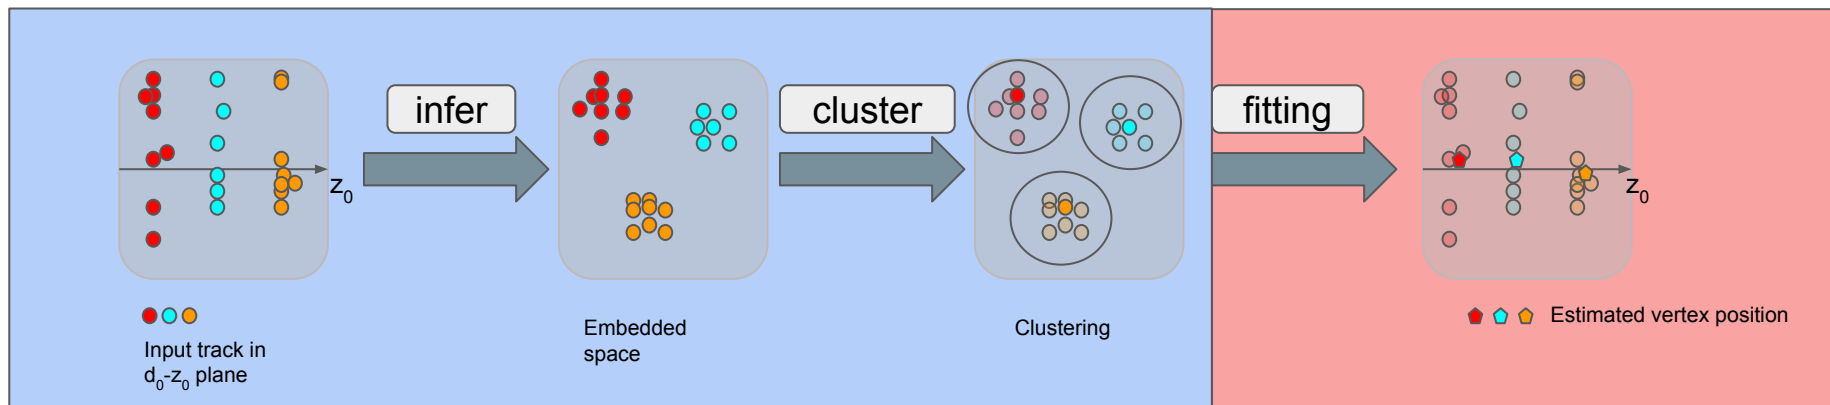 infer
cluster
fitting
z₀
z₀
Input track in
d₀-z₀ plane
Embedded
space
Clustering
Estimated vertex position